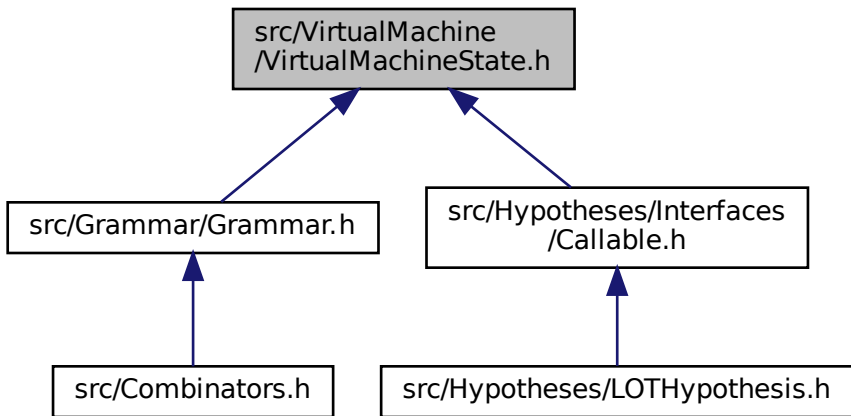 src/VirtualMachine
/VirtualMachineState.h
src/Grammar/Grammar.h
src/Hypotheses/Interfaces
/Callable.h
src/Combinators.h
src/Hypotheses/LOTHypothesis.h